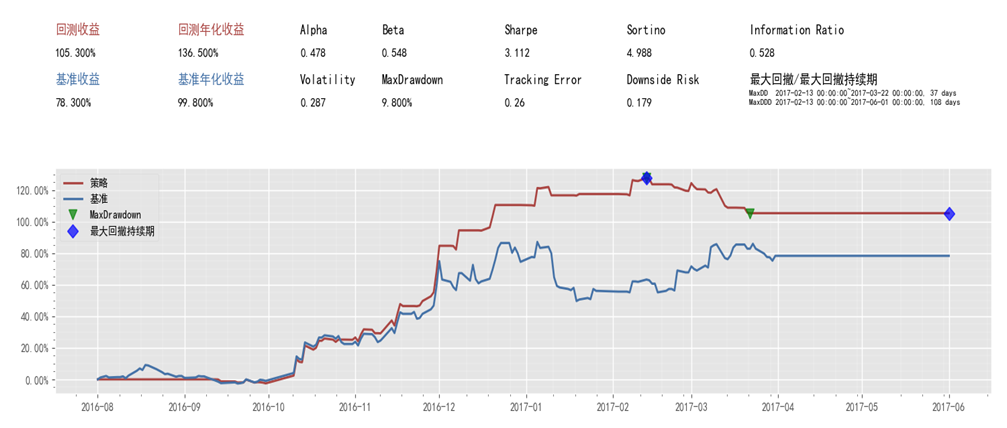 回测收益 回测年化收益 Alpha Beta Sharpe Sortino Information Ratio
105.300% 136.500% 0.478 0.548 3.112 4.988 0.528
基准收益 基准年化收益 Volatility MaxDrawdown Tracking Error Downside Risk 最大回撤/最大回撤持续期
78.300% 99.800% 0.287 9.800% 0.26 0.179 MaxDD 2017-02-13 00:00:00~2017-03-22 00:00:00, 37 days
MaxDDD 2017-02-13 00:00:00~2017-06-01 00:00:00, 108 days
策略
基准
MaxDrawdown
最大回撤持续期
120.00%
100.00%
80.00%
60.00%
40.00%
20.00%
0.00%
2016-08 2016-09 2016-10 2016-11 2016-12 2017-01 2017-02 2017-03 2017-04 2017-05 2017-06